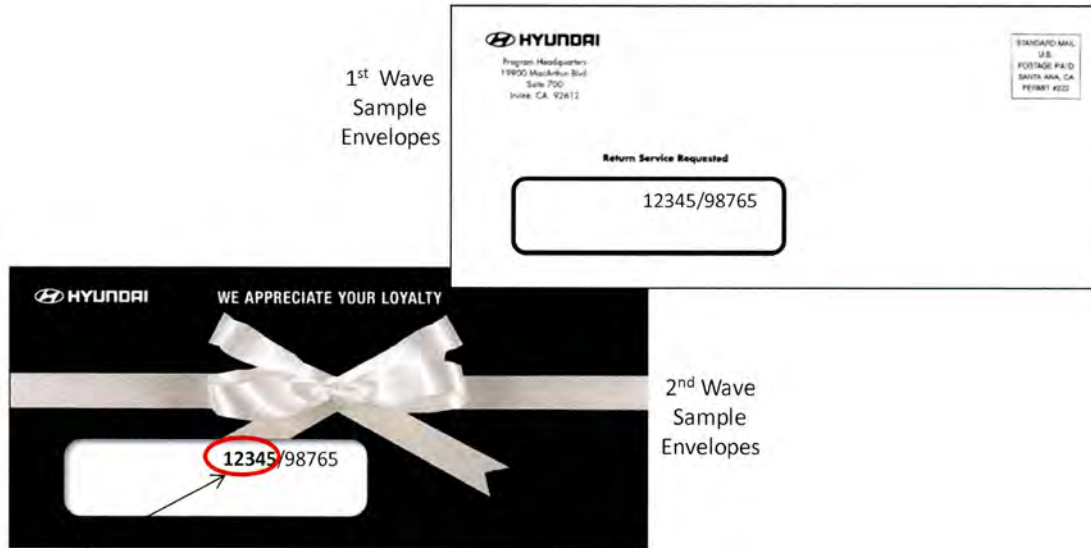 1st Wave
Sample
Envelopes
HYUNDAI
Program Headquarters
19900 MacArthur Blvd
Suite 700
Irvine, CA. 92612
STANDARD MAIL
U.S.
POSTAGE PAID
SANTA ANA, CA
PERMIT #222
Return Service Requested
12345/98765
HYUNDAI
WE APPRECIATE YOUR LOYALTY
12345/98765
2nd Wave
Sample
Envelopes